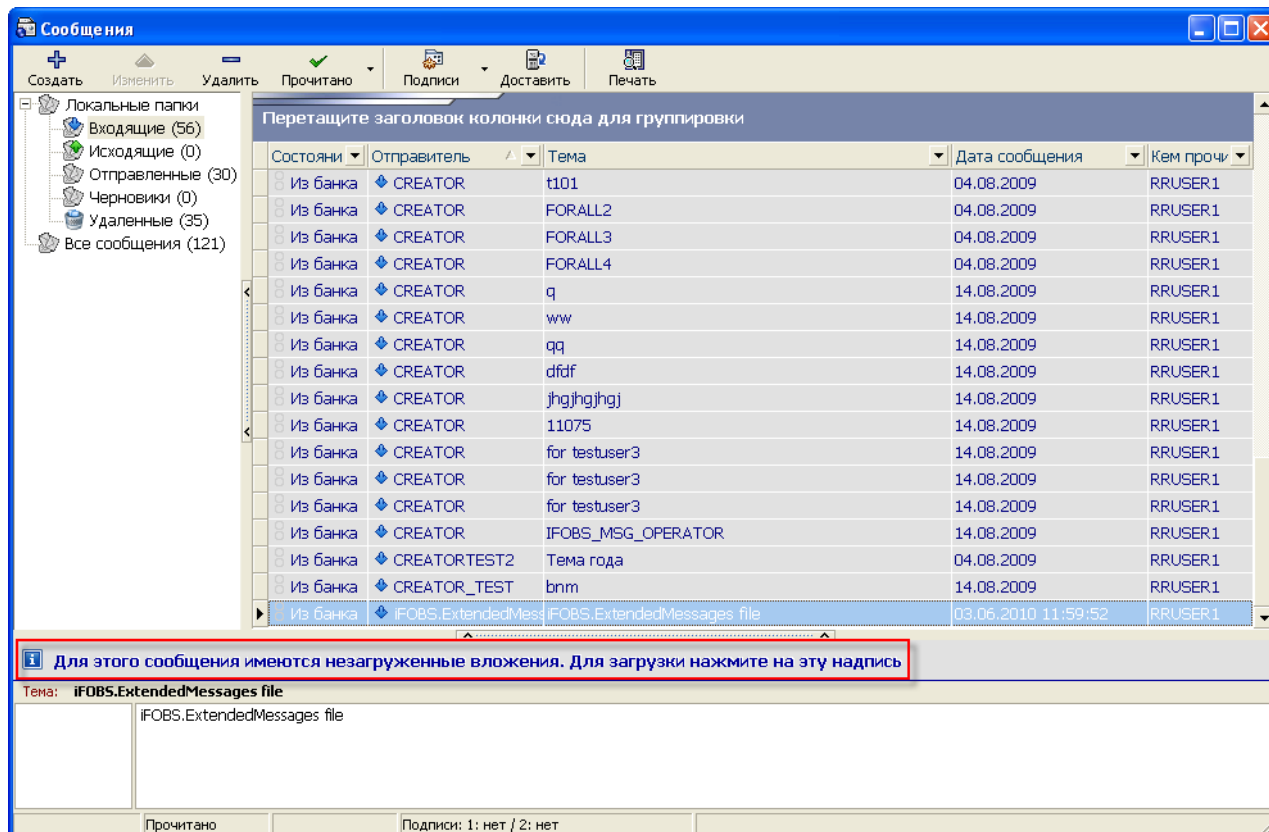 Сообщения
Создать Изменить Удалить Прочитано Подписи Доставить Печать
Локальные папки
Входящие (56)
Исходящие (0)
Отправленные (30)
Черновики (0)
Удаленные (35)
Все сообщения (121)
Перетащите заголовок колонки сюда для группировки
Состояни Отправитель Тема Дата сообщения Кем прочи
Из банка CREATOR t101 04.08.2009 RRUSER1
Из банка CREATOR FORALL2 04.08.2009 RRUSER1
Из банка CREATOR FORALL3 04.08.2009 RRUSER1
Из банка CREATOR FORALL4 04.08.2009 RRUSER1
Из банка CREATOR q 14.08.2009 RRUSER1
Из банка CREATOR ww 14.08.2009 RRUSER1
Из банка CREATOR qq 14.08.2009 RRUSER1
Из банка CREATOR dfdf 14.08.2009 RRUSER1
Из банка CREATOR jhgjhgjhgj 14.08.2009 RRUSER1
Из банка CREATOR 11075 14.08.2009 RRUSER1
Из банка CREATOR for testuser3 14.08.2009 RRUSER1
Из банка CREATOR for testuser3 14.08.2009 RRUSER1
Из банка CREATOR for testuser3 14.08.2009 RRUSER1
Из банка CREATOR IFOBS_MSG_OPERATOR 14.08.2009 RRUSER1
Из банка CREATORTEST2 Тема года 04.08.2009 RRUSER1
Из банка CREATOR_TEST bnm 14.08.2009 RRUSER1
Из банка iFOBS.ExtendedMess iFOBS.ExtendedMessages file 03.06.2010 11:59:52 RRUSER1
Для этого сообщения имеются незагруженные вложения. Для загрузки нажмите на эту надпись
Тема: iFOBS.ExtendedMessages file
iFOBS.ExtendedMessages file
Прочитано Подписи: 1: нет / 2: нет